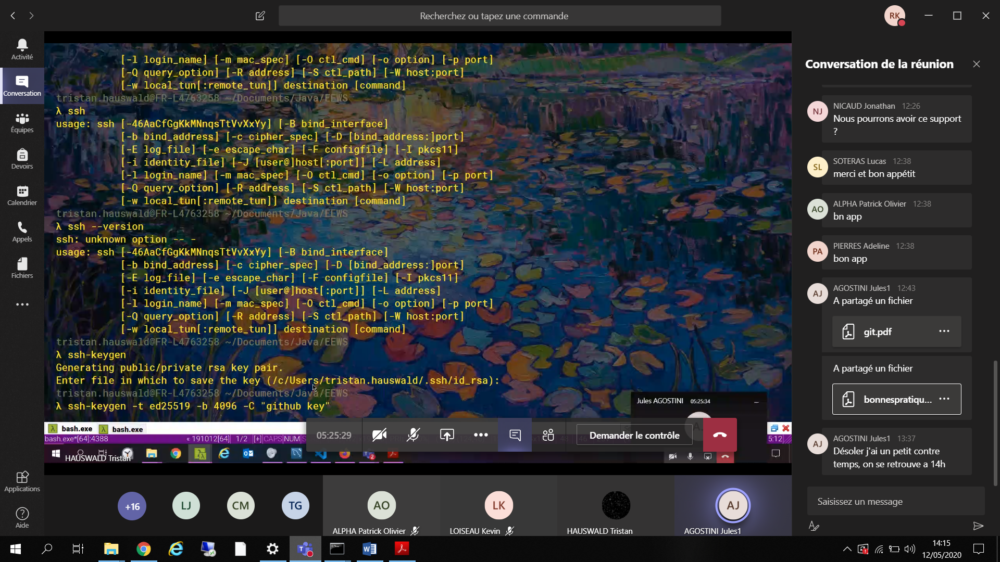 Recherchez ou tapez une commande
RK
Activité
Conversation
Équipes
Devoirs
Calendrier
Appels
Fichiers
Applications
Aide
[-l login_name] [-m mac_spec] [-O ctl_cmd] [-o option] [-p port]
[-Q query_option] [-R address] [-S ctl_path] [-W host:port]
[-w local_tun[:remote_tun]] destination [command]
tristan.hauswald@FR-L4763258 ~/Documents/Java/EEWS
λ ssh
usage: ssh [-46AaCfGgKkMNnqsTtVvXxYy] [-B bind_interface]
[-b bind_address] [-c cipher_spec] [-D [bind_address:]port]
[-E log_file] [-e escape_char] [-F configfile] [-I pkcs11]
[-i identity_file] [-J [user@]host[:port]] [-L address]
[-l login_name] [-m mac_spec] [-O ctl_cmd] [-o option] [-p port]
[-Q query_option] [-R address] [-S ctl_path] [-W host:port]
[-w local_tun[:remote_tun]] destination [command]
tristan.hauswald@FR-L4763258 ~/Documents/Java/EEWS
λ ssh --version
ssh: unknown option -- -
usage: ssh [-46AaCfGgKkMNnqsTtVvXxYy] [-B bind_interface]
[-b bind_address] [-c cipher_spec] [-D [bind_address:]port]
[-E log_file] [-e escape_char] [-F configfile] [-I pkcs11]
[-i identity_file] [-J [user@]host[:port]] [-L address]
[-l login_name] [-m mac_spec] [-O ctl_cmd] [-o option] [-p port]
[-Q query_option] [-R address] [-S ctl_path] [-W host:port]
[-w local_tun[:remote_tun]] destination [command]
tristan.hauswald@FR-L4763258 ~/Documents/Java/EEWS
λ ssh-keygen
Generating public/private rsa key pair.
Enter file in which to save the key (/c/Users/tristan.hauswald/.ssh/id_rsa):
tristan.hauswald@FR-L4763258 ~/Documents/Java/EEWS
λ ssh-keygen -t ed25519 -b 4096 -C "github key"
Jules AGOSTINI 05:25:34
bash.exe
bash.exe
bash.exe*[64]:4388
« 191012[64] 1/2 [+] CAPS NUM
5:12
05:25:29
Demander le contrôle
HAUSWALD Tristan
+16
LJ
CM
TG
AO
ALPHA Patrick Olivier
LK
LOISEAU Kevin
HAUSWALD Tristan
AJ
AGOSTINI Jules1
Conversation de la réunion
NJ
NICAUD Jonathan 12:26
Nous pourrons avoir ce support
?
SL
SOTERAS Lucas 12:38
merci et bon appétit
AO
ALPHA Patrick Olivier 12:38
bn app
PA
PIERRES Adeline 12:38
bon app
AJ
AGOSTINI Jules1 12:43
A partagé un fichier
git.pdf
A partagé un fichier
bonnespratiqu...
AJ
AGOSTINI Jules1 13:37
Désoler j'ai un petit contre
temps, on se retrouve a 14h
Saisissez un message
14:15
12/05/2020